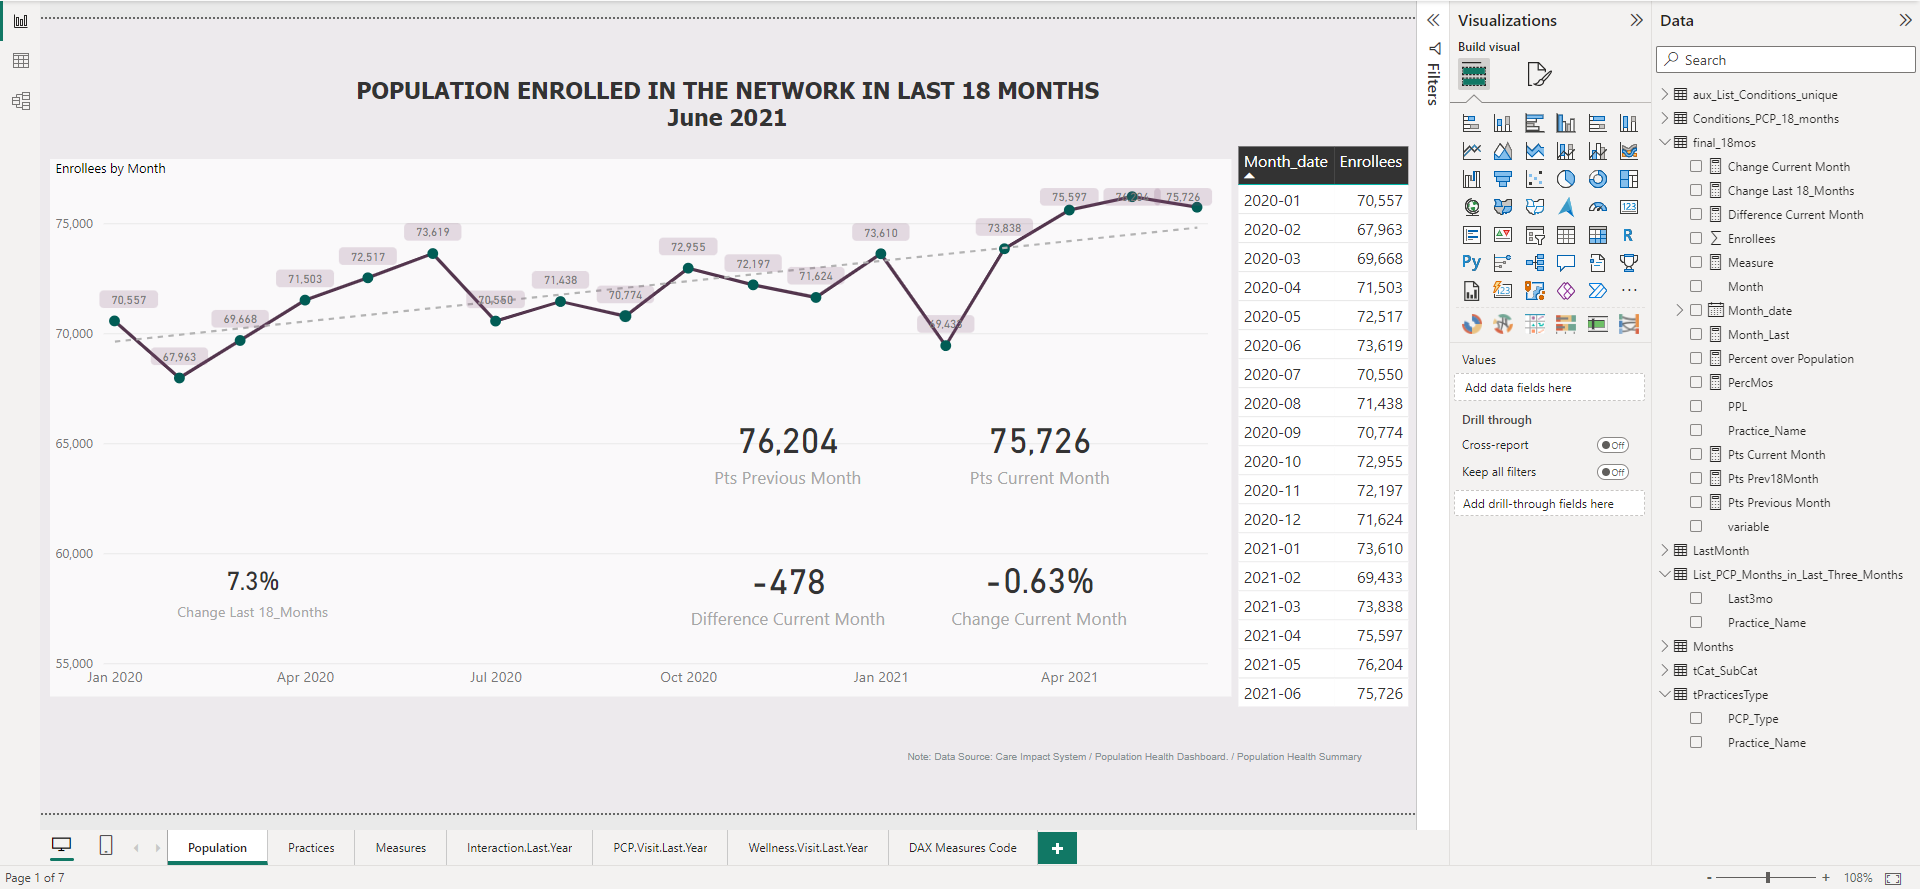 POPULATION ENROLLED IN THE NETWORK IN LAST 18 MONTHS
June 2021
Enrollees by Month
75,000
70,000
65,000
60,000
55,000
70,557
67,963
69,668
71,503
72,517
73,619
70,550
71,438
70,774
72,955
72,197
71,624
73,610
69,433
73,838
75,597
76,204
75,726
76,204
Pts Previous Month
75,726
Pts Current Month
7.3%
Change Last 18_Months
-478
Difference Current Month
-0.63%
Change Current Month
Jan 2020
Apr 2020
Jul 2020
Oct 2020
Jan 2021
Apr 2021
Month_date Enrollees
2020-01 70,557
2020-02 67,963
2020-03 69,668
2020-04 71,503
2020-05 72,517
2020-06 73,619
2020-07 70,550
2020-08 71,438
2020-09 70,774
2020-10 72,955
2020-11 72,197
2020-12 71,624
2021-01 73,610
2021-02 69,433
2021-03 73,838
2021-04 75,597
2021-05 76,204
2021-06 75,726
Note: Data Source: Care Impact System / Population Health Dashboard. / Population Health Summary
Population
Practices
Measures
Interaction.Last.Year
PCP.Visit.Last.Year
Wellness.Visit.Last.Year
DAX Measures Code
+
Page 1 of 7
Filters
Visualizations
Build visual
123
R
Py
123
...
Values
Add data fields here
Drill through
Cross-report
Off
Keep all filters
Off
Add drill-through fields here
Data
Search
aux_List_Conditions_unique
Conditions_PCP_18_months
final_18mos
Change Current Month
Change Last 18_Months
Difference Current Month
Enrollees
Measure
Month
Month_date
Month_Last
Percent over Population
PercMos
PPL
Practice_Name
Pts Current Month
Pts Prev18Month
Pts Previous Month
variable
LastMonth
List_PCP_Months_in_Last_Three_Months
Last3mo
Practice_Name
Months
tCat_SubCat
tPracticesType
PCP_Type
Practice_Name
- + 108%